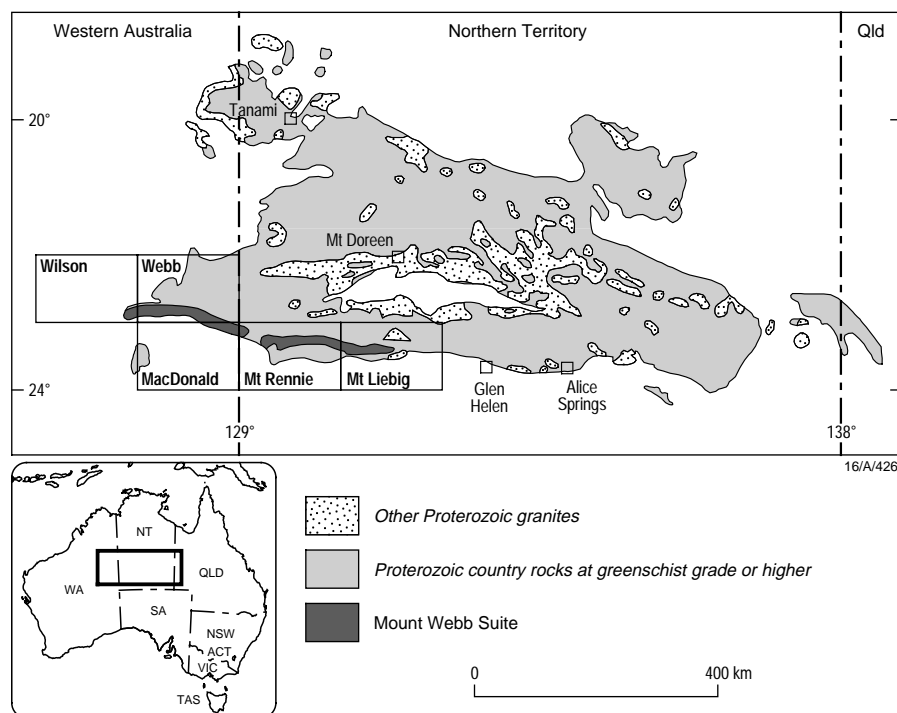 Western Australia
Northern Territory
Qld
Tanami
20°
Mt Doreen
Wilson
Webb
MacDonald
Mt Rennie
Mt Liebig
Glen
Helen
Alice
Springs
24°
129°
138°
16/A/426
NT
WA
QLD
SA
NSW
ACT
VIC
TAS
Other Proterozoic granites
Proterozoic country rocks at greenschist grade or higher
Mount Webb Suite
0
400 km